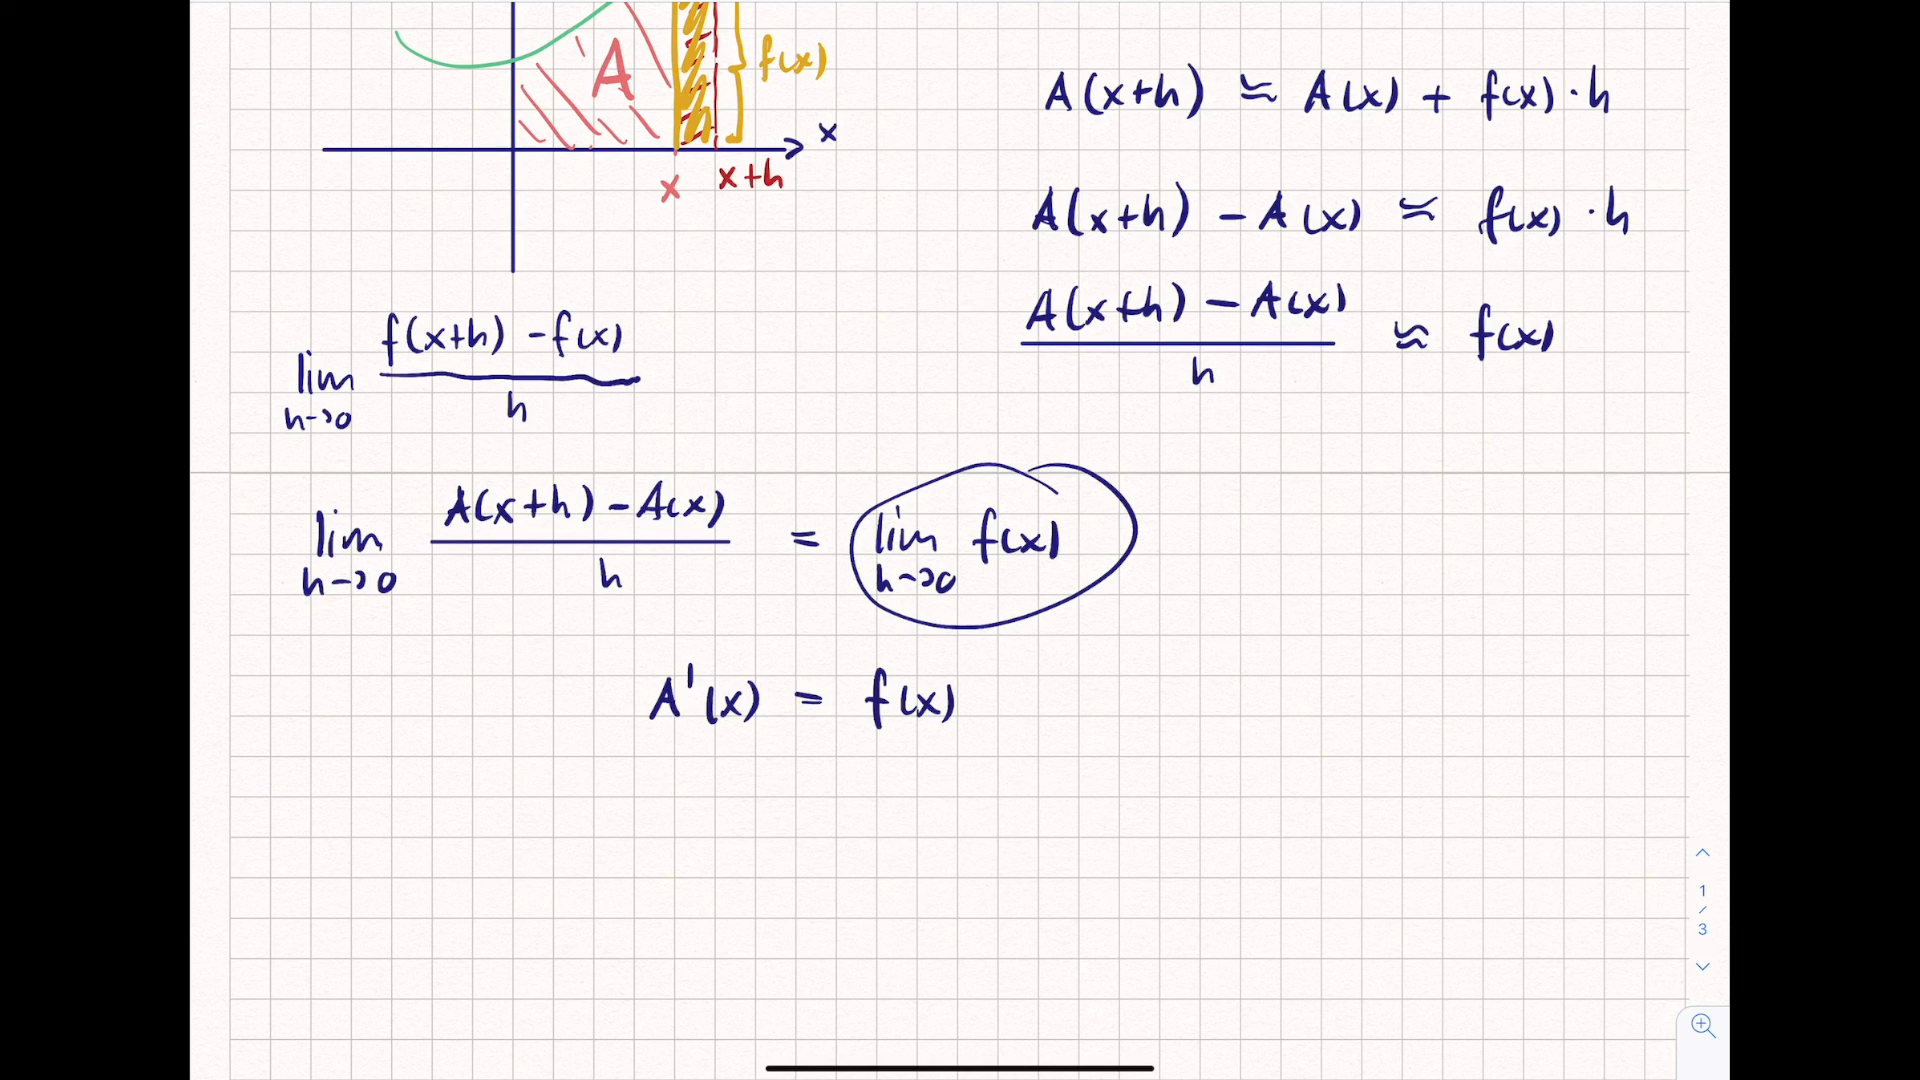 A
f(x)
x
x
x+h
A(x+h) ≈ A(x) + f(x) · h
A(x+h) - A(x) ≈ f(x) · h
A(x+h) - A(x)
h
≈ f(x)
lim
h→0
f(x+h) - f(x)
h
lim
h→0
A(x+h) - A(x)
h
= lim f(x)
h→0
A'(x) = f(x)
1
/
3